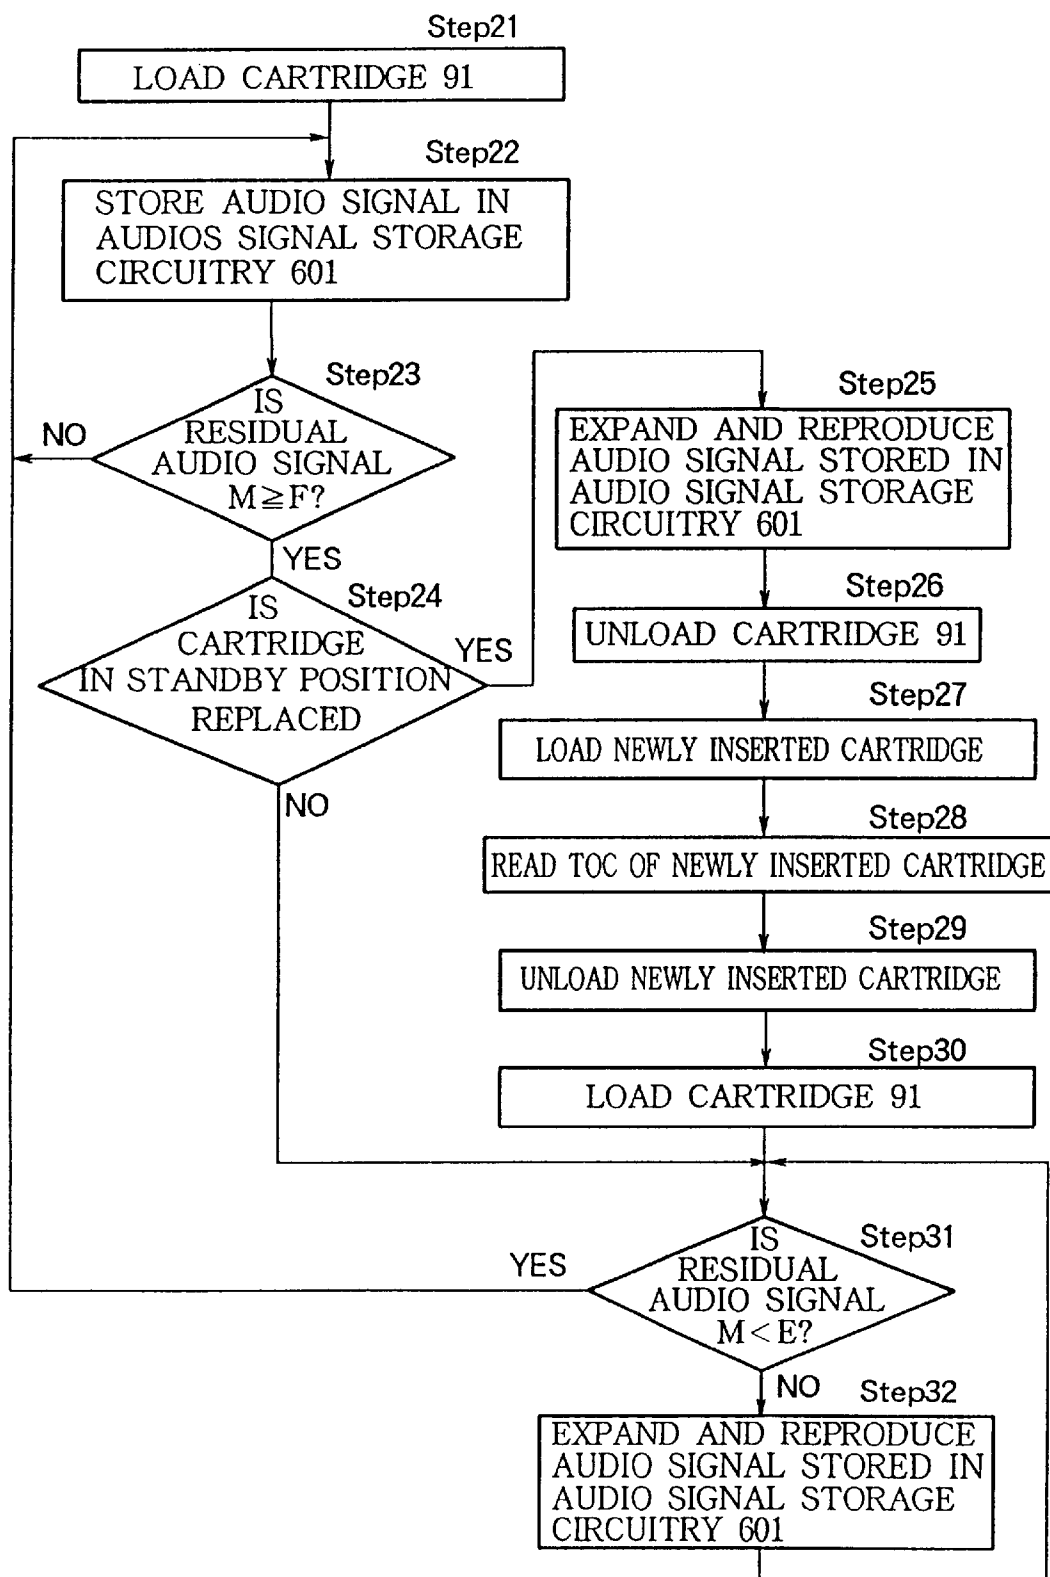 Step21
LOAD CARTRIDGE 91
Step22
STORE AUDIO SIGNAL IN
AUDIOS SIGNAL STORAGE
CIRCUITRY 601
Step23
IS
RESIDUAL
AUDIO SIGNAL
M≧F?
NO
YES
Step24
IS
CARTRIDGE
IN STANDBY POSITION
REPLACED
YES
NO
Step25
EXPAND AND REPRODUCE
AUDIO SIGNAL STORED IN
AUDIO SIGNAL STORAGE
CIRCUITRY 601
Step26
UNLOAD CARTRIDGE 91
Step27
LOAD NEWLY INSERTED CARTRIDGE
Step28
READ TOC OF NEWLY INSERTED CARTRIDGE
Step29
UNLOAD NEWLY INSERTED CARTRIDGE
Step30
LOAD CARTRIDGE 91
Step31
IS
RESIDUAL
AUDIO SIGNAL
M<E?
YES
NO
Step32
EXPAND AND REPRODUCE
AUDIO SIGNAL STORED IN
AUDIO SIGNAL STORAGE
CIRCUITRY 601